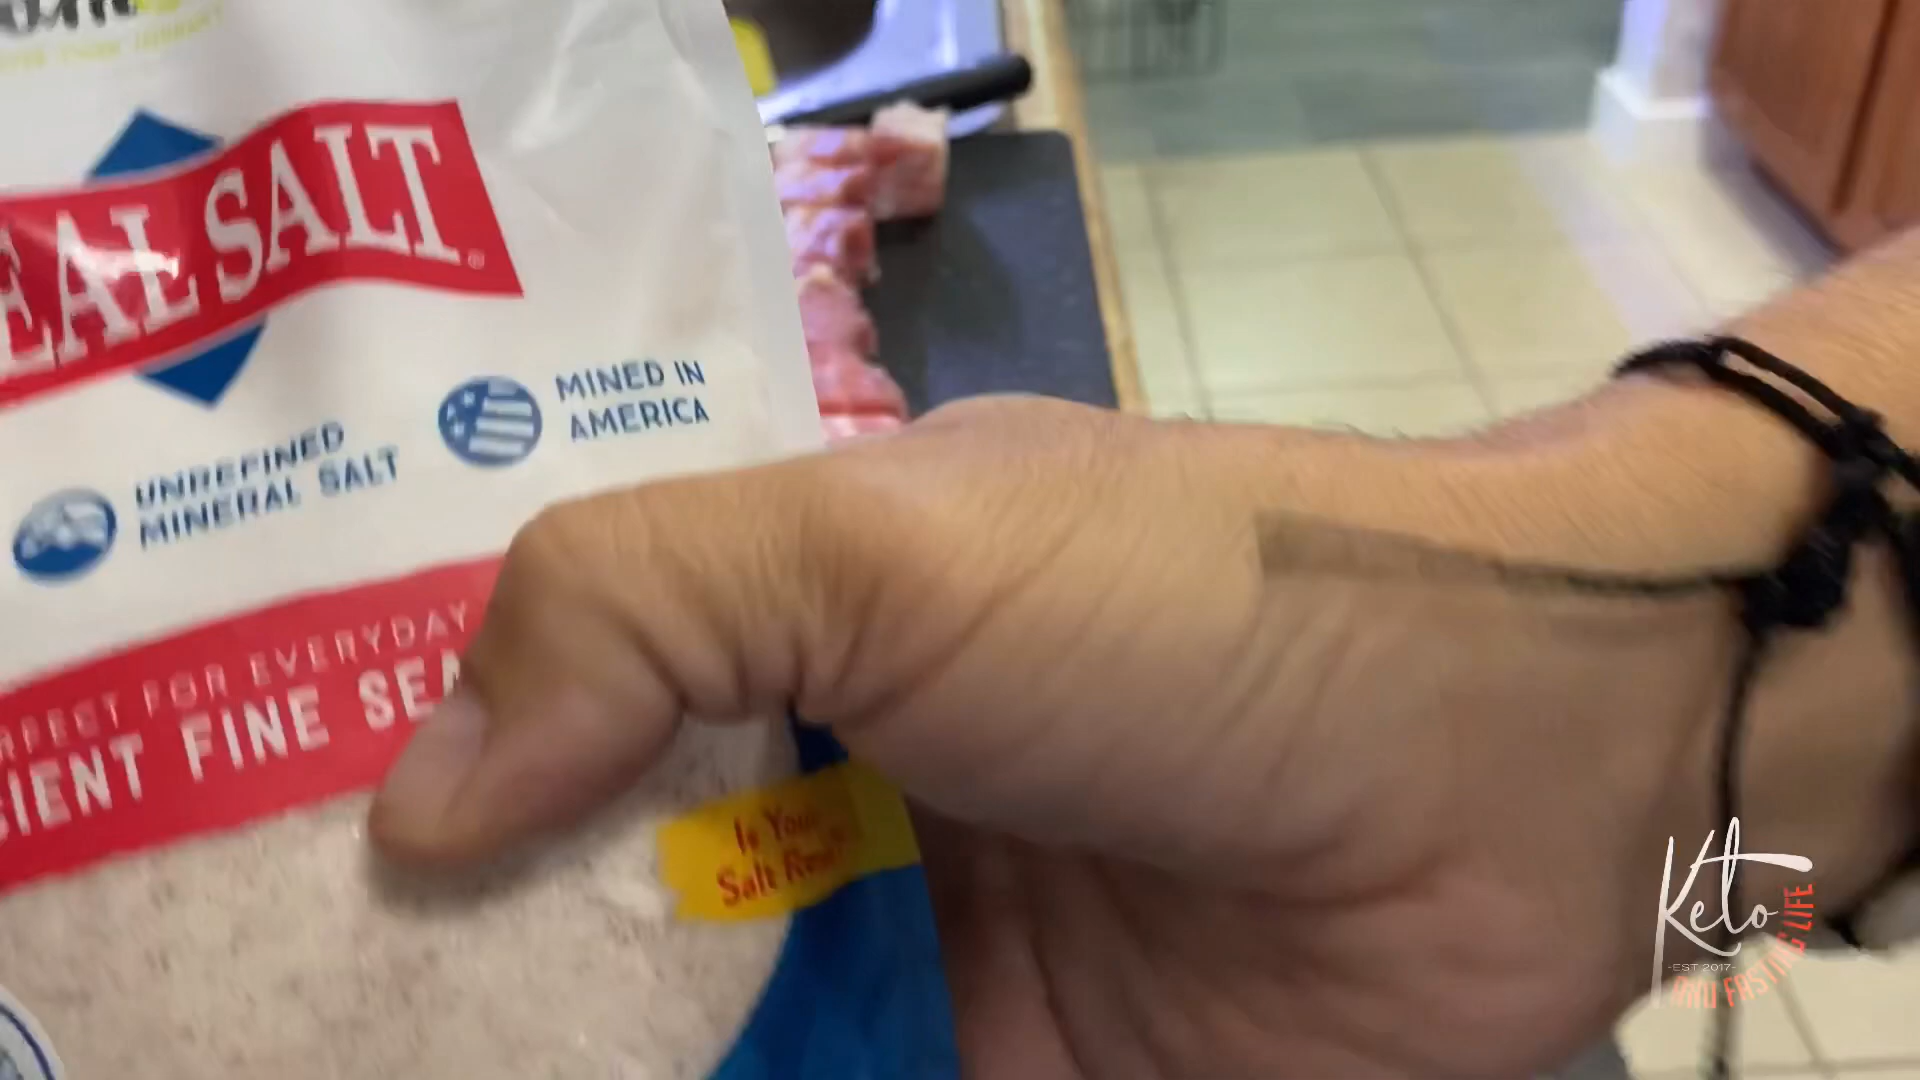 EAL SALT
MINED IN
AMERICA
UNREFINED
MINERAL SALT
RFECT FOR EVERYDAY
CIENT FINE SEA
Is Your
Salt Real?
Keto
-EST 2017-
AND FASTING LIFE